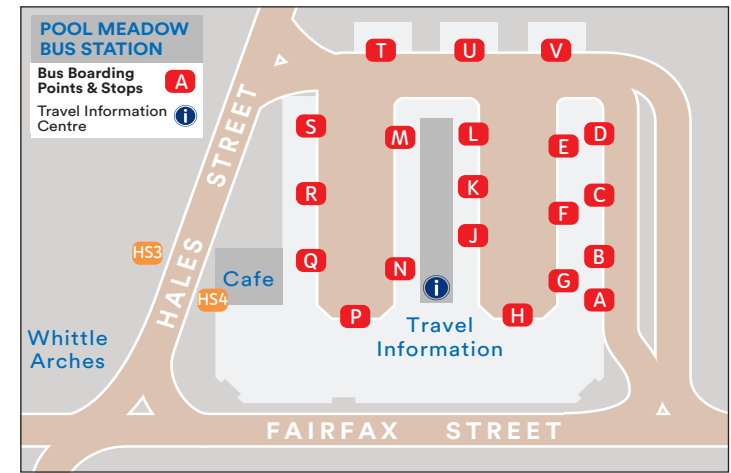 POOL MEADOW
BUS STATION
Bus Boarding
Points & Stops
A
Travel Information
Centre
i
T
U
V
S
M
L
E
D
R
K
C
F
J
Q
N
B
G
A
P
H
HALES STREET
HS3
HS4
Cafe
i
Whittle
Arches
Travel
Information
FAIRFAX STREET